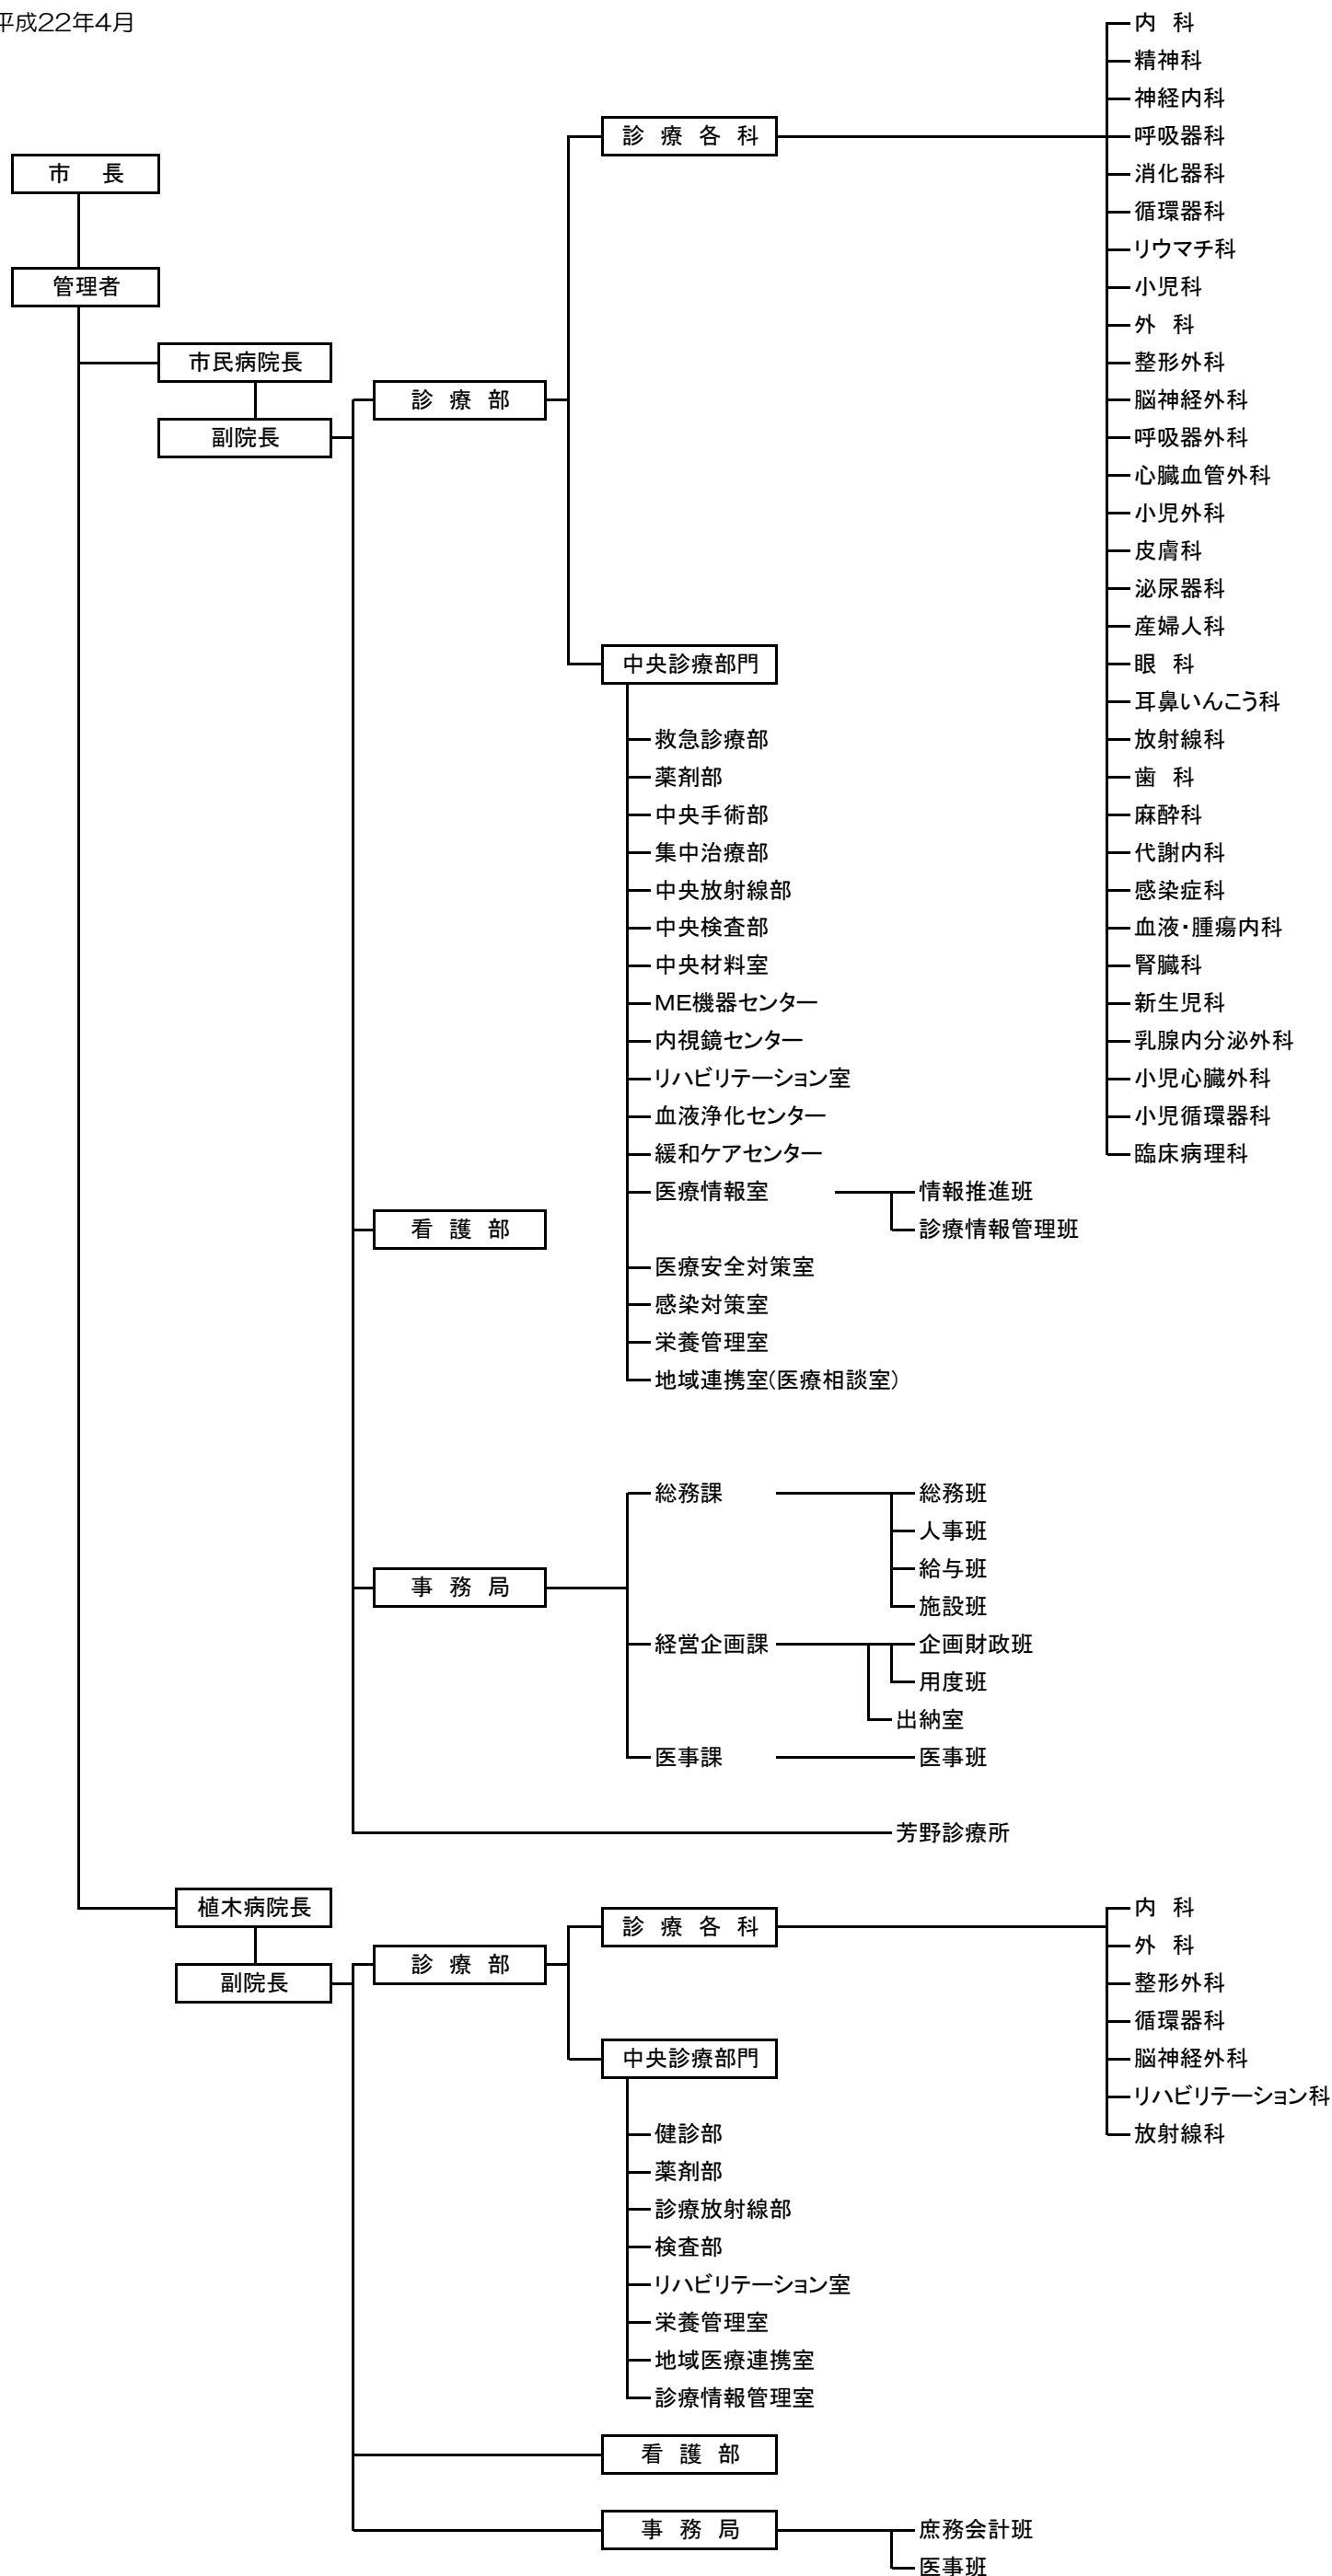 平成22年4月
市　長
管理者
市民病院長
副院長
診療部
診療各科
内　科
精神科
神経内科
呼吸器科
消化器科
循環器科
リウマチ科
小児科
外　科
整形外科
脳神経外科
呼吸器外科
心臓血管外科
小児外科
皮膚科
泌尿器科
産婦人科
眼　科
耳鼻いんこう科
放射線科
歯　科
麻酔科
代謝内科
感染症科
血液・腫瘍内科
腎臓科
新生児科
乳腺内分泌外科
小児心臓外科
小児循環器科
臨床病理科
中央診療部門
救急診療部
薬剤部
中央手術部
集中治療部
中央放射線部
中央検査部
中央材料室
ME機器センター
内視鏡センター
リハビリテーション室
血液浄化センター
緩和ケアセンター
医療情報室
情報推進班
診療情報管理班
医療安全対策室
感染対策室
栄養管理室
地域連携室(医療相談室)
看護部
事務局
総務課
総務班
人事班
給与班
施設班
経営企画課
企画財政班
用度班
出納室
医事課
医事班
芳野診療所
植木病院長
副院長
診療部
診療各科
内　科
外　科
整形外科
循環器科
脳神経外科
リハビリテーション科
放射線科
中央診療部門
健診部
薬剤部
診療放射線部
検査部
リハビリテーション室
栄養管理室
地域医療連携室
診療情報管理室
看護部
事務局
庶務会計班
医事班